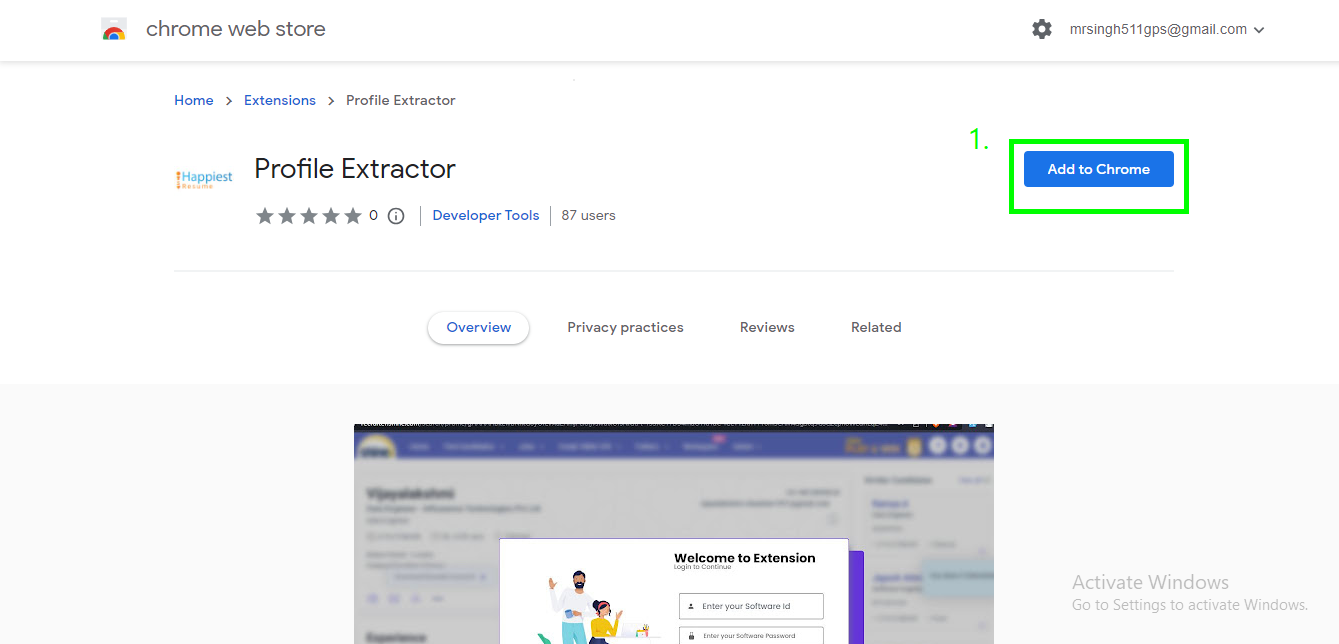 chrome web store
mrsingh511gps@gmail.com
Home > Extensions > Profile Extractor
1.
Happiest
Resume
Profile Extractor
Add to Chrome
0
Developer Tools
87 users
Overview
Privacy practices
Reviews
Related
Vijayalakshmi
Experience
Welcome to Extension
Login to Continue
Enter your Software Id
Enter your Software Password
Activate Windows
Go to Settings to activate Windows.